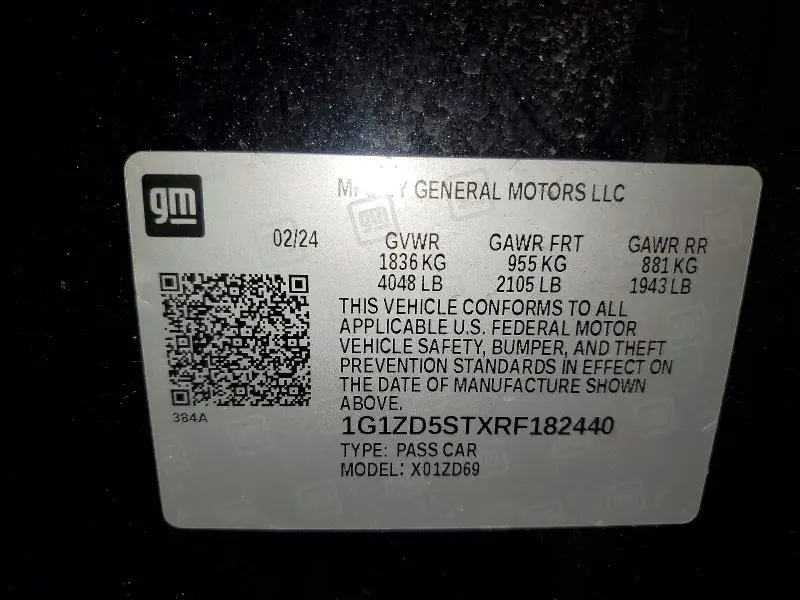 gm
GENERAL MOTORS LLC
02/24
GVWR GAWR FRT GAWR RR
1836 KG 955 KG 881 KG
4048 LB 2105 LB 1943 LB
THIS VEHICLE CONFORMS TO ALL
APPLICABLE U.S. FEDERAL MOTOR
VEHICLE SAFETY, BUMPER, AND THEFT
PREVENTION STANDARDS IN EFFECT ON
THE DATE OF MANUFACTURE SHOWN
ABOVE.
384A
1G1ZD5STXRF182440
TYPE: PASS CAR
MODEL: X01ZD69